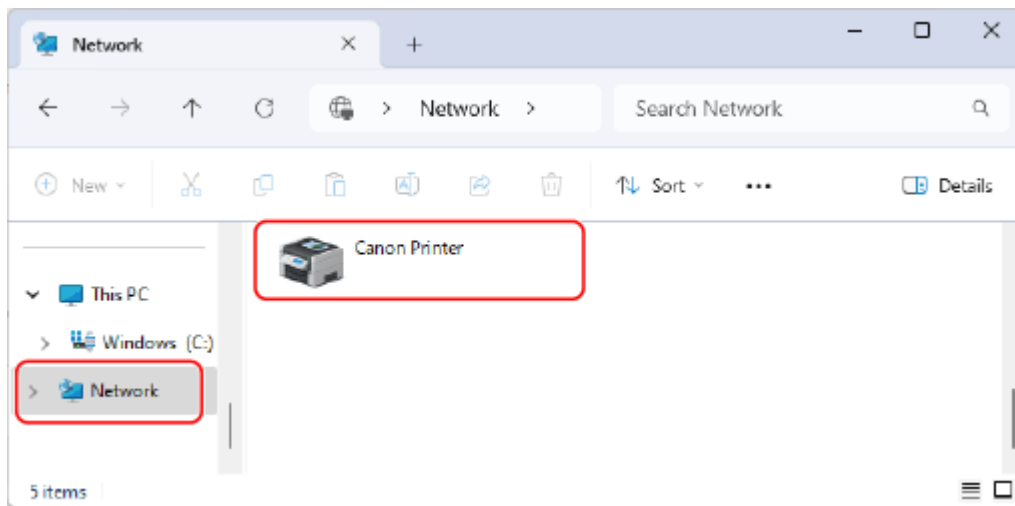 Network
Network
Search Network
New
Sort
Details
Canon Printer
This PC
Windows (C:)
Network
5 items